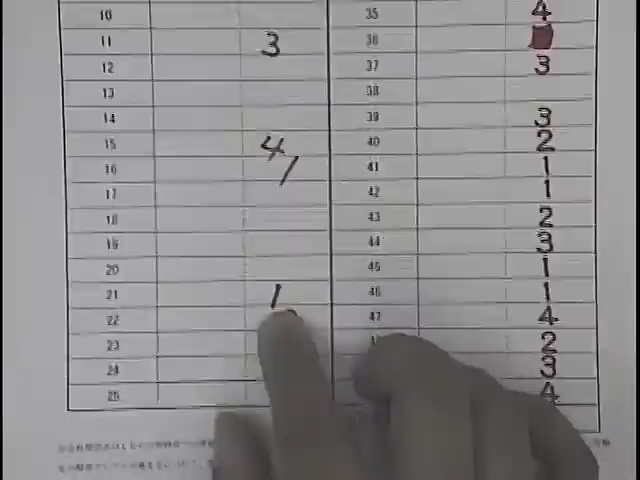 10 35 4
11 3 36
12 37 3
13 38
14 39 3
15 4 40 2
16 1 41 1
17 42 1
18 43 2
19 44 3
20 45 1
21 1 46 1
22 47 4
23 2
24 3
25 4